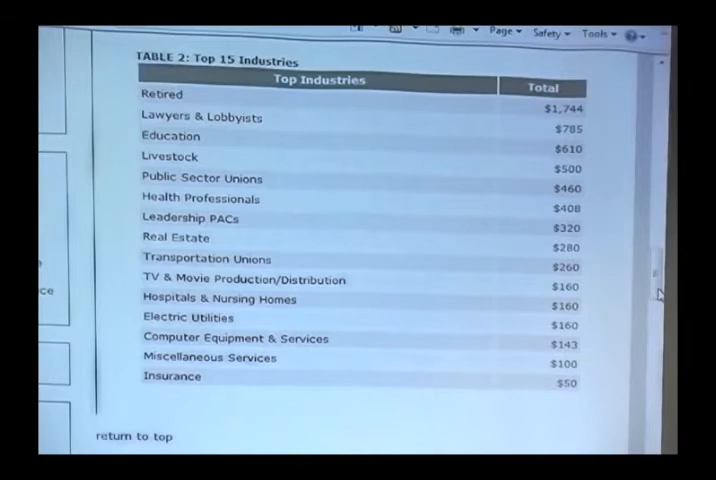 Page Safety Tools
TABLE 2: Top 15 Industries
Top Industries Total
Retired $1,744
Lawyers & Lobbyists $785
Education $610
Livestock $500
Public Sector Unions $460
Health Professionals $408
Leadership PACs $320
Real Estate $280
Transportation Unions $260
TV & Movie Production/Distribution $160
Hospitals & Nursing Homes $160
ce
Electric Utilities $160
Computer Equipment & Services $143
Miscellaneous Services $100
Insurance $50
return to top